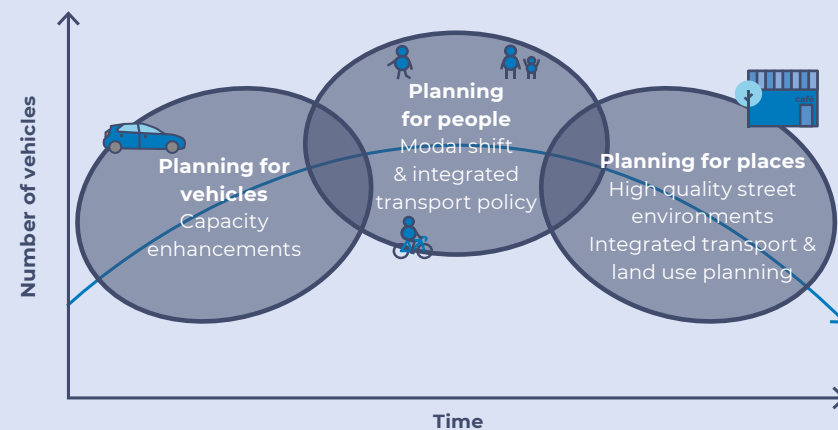 Number of vehicles
Planning for
vehicles
Capacity
enhancements
Planning
for people
Modal shift
& integrated
transport policy
café
Planning for places
High quality street
environments
Integrated transport &
land use planning
Time